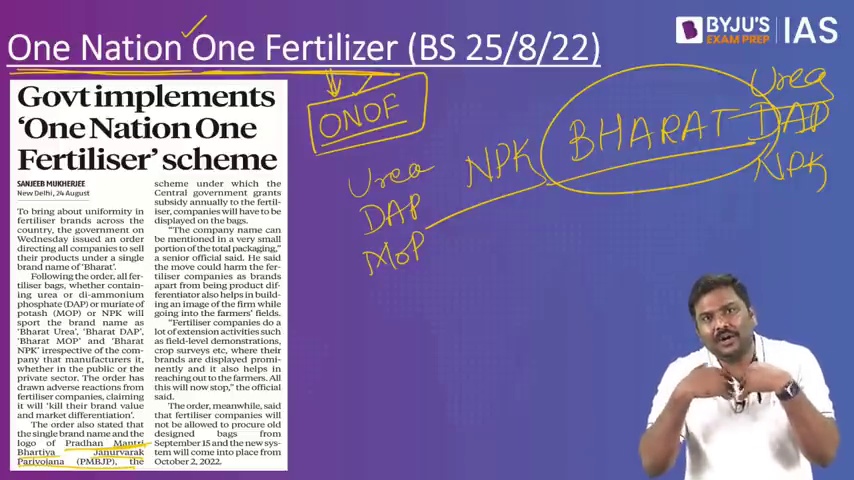 One Nation One Fertilizer (BS 25/8/22)
BYJU'S
EXAM PREP
IAS
Govt implements
'One Nation One
Fertiliser' scheme
SANJEEB MUKHERJEE
New Delhi, 24 August
To bring about uniformity in
fertiliser brands across the
country, the government on
Wednesday issued an order
directing all companies to sell
their products under a single
brand name of 'Bharat'.
Following the order, all fer-
tiliser bags, whether contain-
ing urea or di-ammonium
phosphate (DAP) or muriate of
potash (MOP) or NPK will
sport the brand name as
'Bharat Urea', 'Bharat DAP',
'Bharat MOP' and 'Bharat
NPK' irrespective of the com-
pany that manufactures it,
whether in the public or the
private sector. The order has
drawn adverse reactions from
fertiliser companies, claiming
it will 'kill their brand value
and market differentiation'.
The order also stated that
the single brand name and the
logo of Pradhan Mantri
Bhartiya Janurvarak
Pariyojana (PMBJP), the
scheme under which the
Central government grants
subsidy annually to the fertil-
iser, companies will have to be
displayed on the bags.
"The company name can
be mentioned in a very small
portion of the total packaging,"
a senior official said. He said
the move could harm the fer-
tiliser companies as brands
apart from being product dif-
ferentiator also helps in build-
ing an image of the firm while
going into the farmers' fields.
"Fertiliser companies do a
lot of extension activities such
as field-level demonstrations,
crop surveys etc, where their
brands are displayed promi-
nently and it also helps in
reaching out to the farmers. All
this will now stop," the official
said.
The order, meanwhile, said
that fertiliser companies will
not be allowed to procure old
designed bags from
September 15 and the new sys-
tem will come into place from
October 2, 2022.
ONOF
Urea
DAP
MOP
NPK
BHARAT
Urea
DAP
NPK